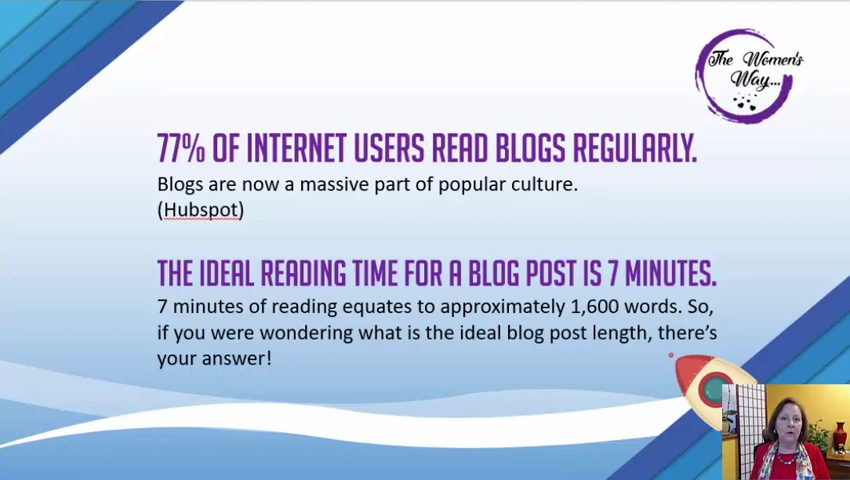 The Women's
Way...
77% OF INTERNET USERS READ BLOGS REGULARLY.
Blogs are now a massive part of popular culture.
(Hubspot)
THE IDEAL READING TIME FOR A BLOG POST IS 7 MINUTES.
7 minutes of reading equates to approximately 1,600 words. So,
if you were wondering what is the ideal blog post length, there's
your answer!